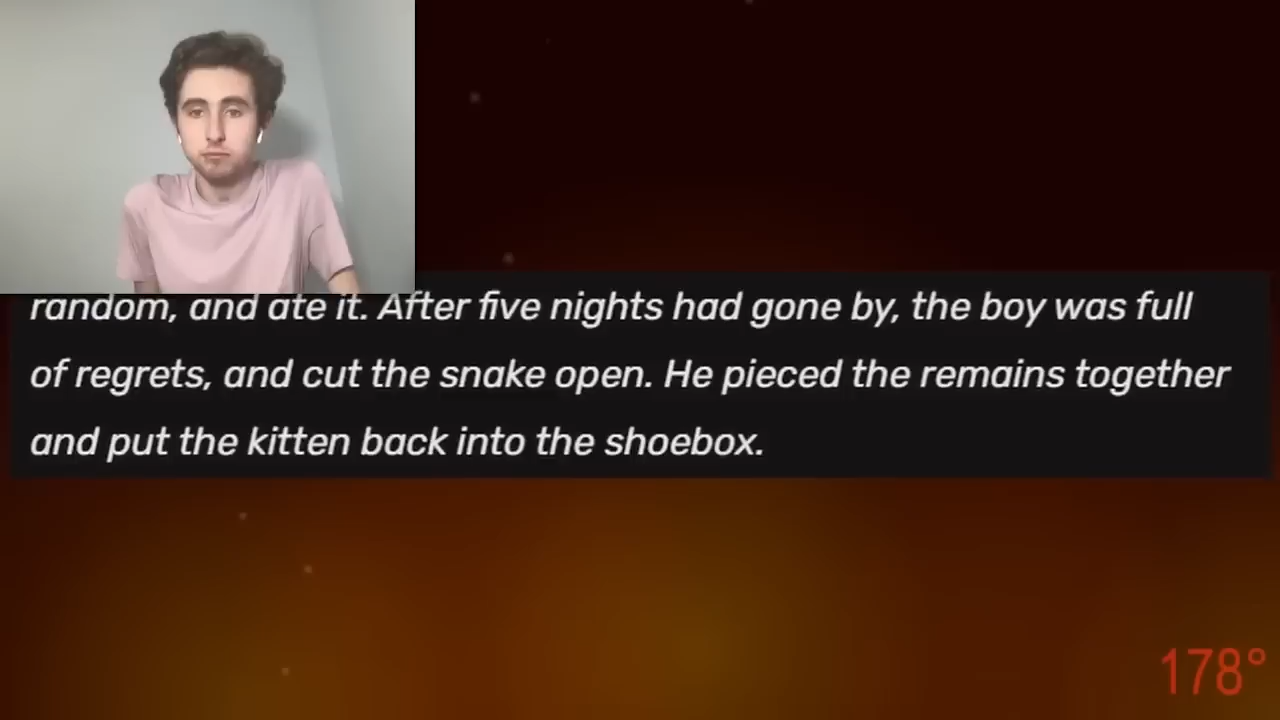 random, and ate it. After five nights had gone by, the boy was full
of regrets, and cut the snake open. He pieced the remains together
and put the kitten back into the shoebox.
178°